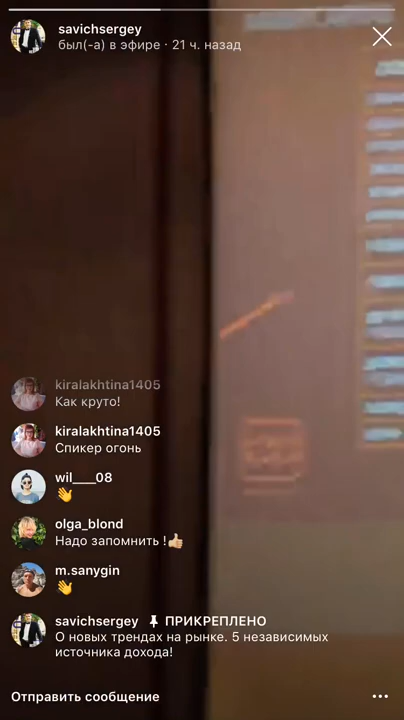 savichsergey
был(-а) в эфире · 21 ч. назад
kiralakhtina1405
Как круто!
kiralakhtina1405
Спикер огонь
wil___08
👋
olga_blond
Надо запомнить !👍🏼
m.sanygin
👋
savichsergey 📌 ПРИКРЕПЛЕНО
О новых трендах на рынке. 5 независимых
источника дохода!
Отправить сообщение